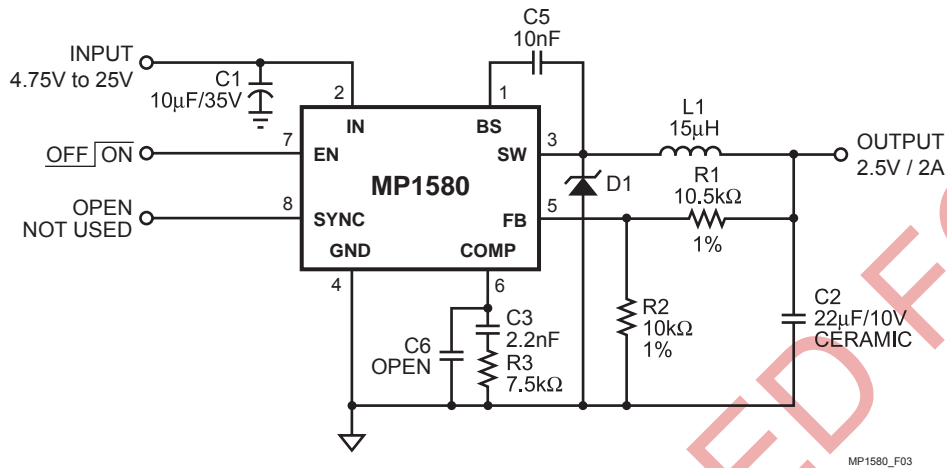 C5
10nF
INPUT
4.75V to 25V
C1
10µF/35V
2
1
IN
BS
L1
15µH
7
EN
3
SW
OFF ON
MP1580
D1
OUTPUT
2.5V / 2A
R1
10.5kΩ
1%
OPEN
NOT USED
8
SYNC
5
FB
GND
COMP
4
6
C3
2.2nF
C6
OPEN
R3
7.5kΩ
R2
10kΩ
1%
C2
22µF/10V
CERAMIC
ED F
MP1580_F03